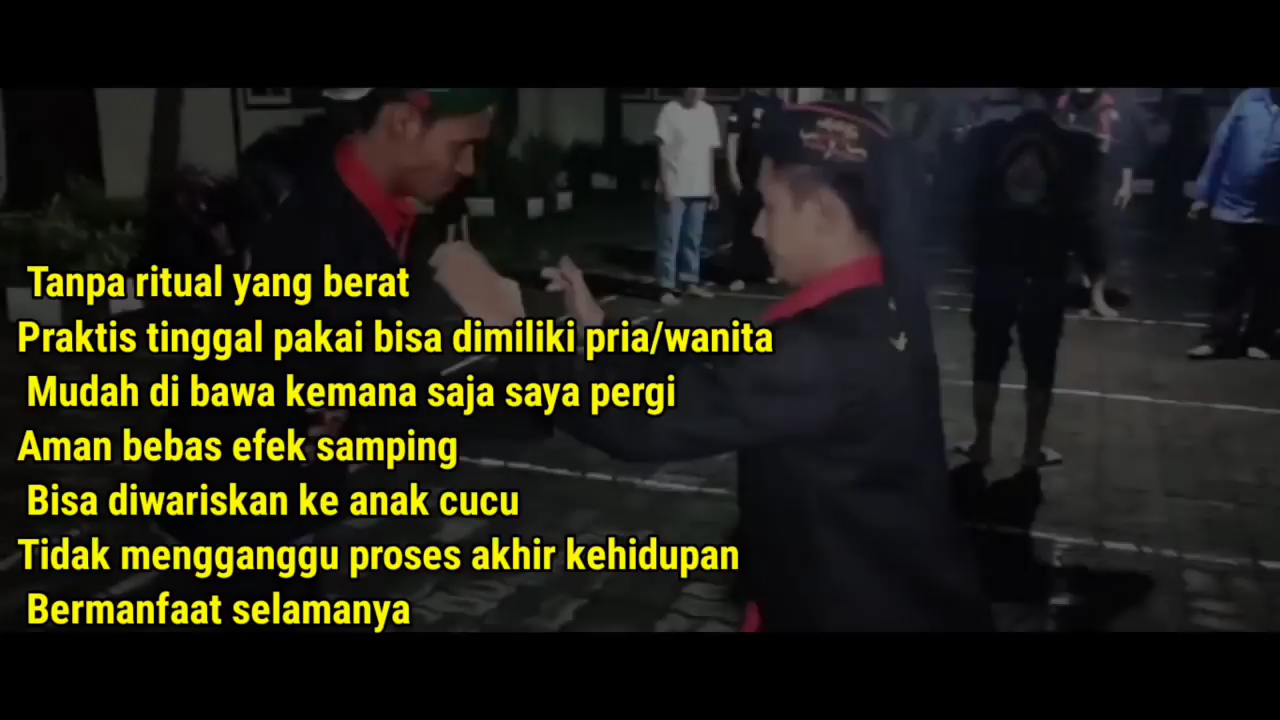 Tanpa ritual yang berat
Praktis tinggal pakai bisa dimiliki pria/wanita
Mudah di bawa kemana saja saya pergi
Aman bebas efek samping
Bisa diwariskan ke anak cucu
Tidak mengganggu proses akhir kehidupan
Bermanfaat selamanya